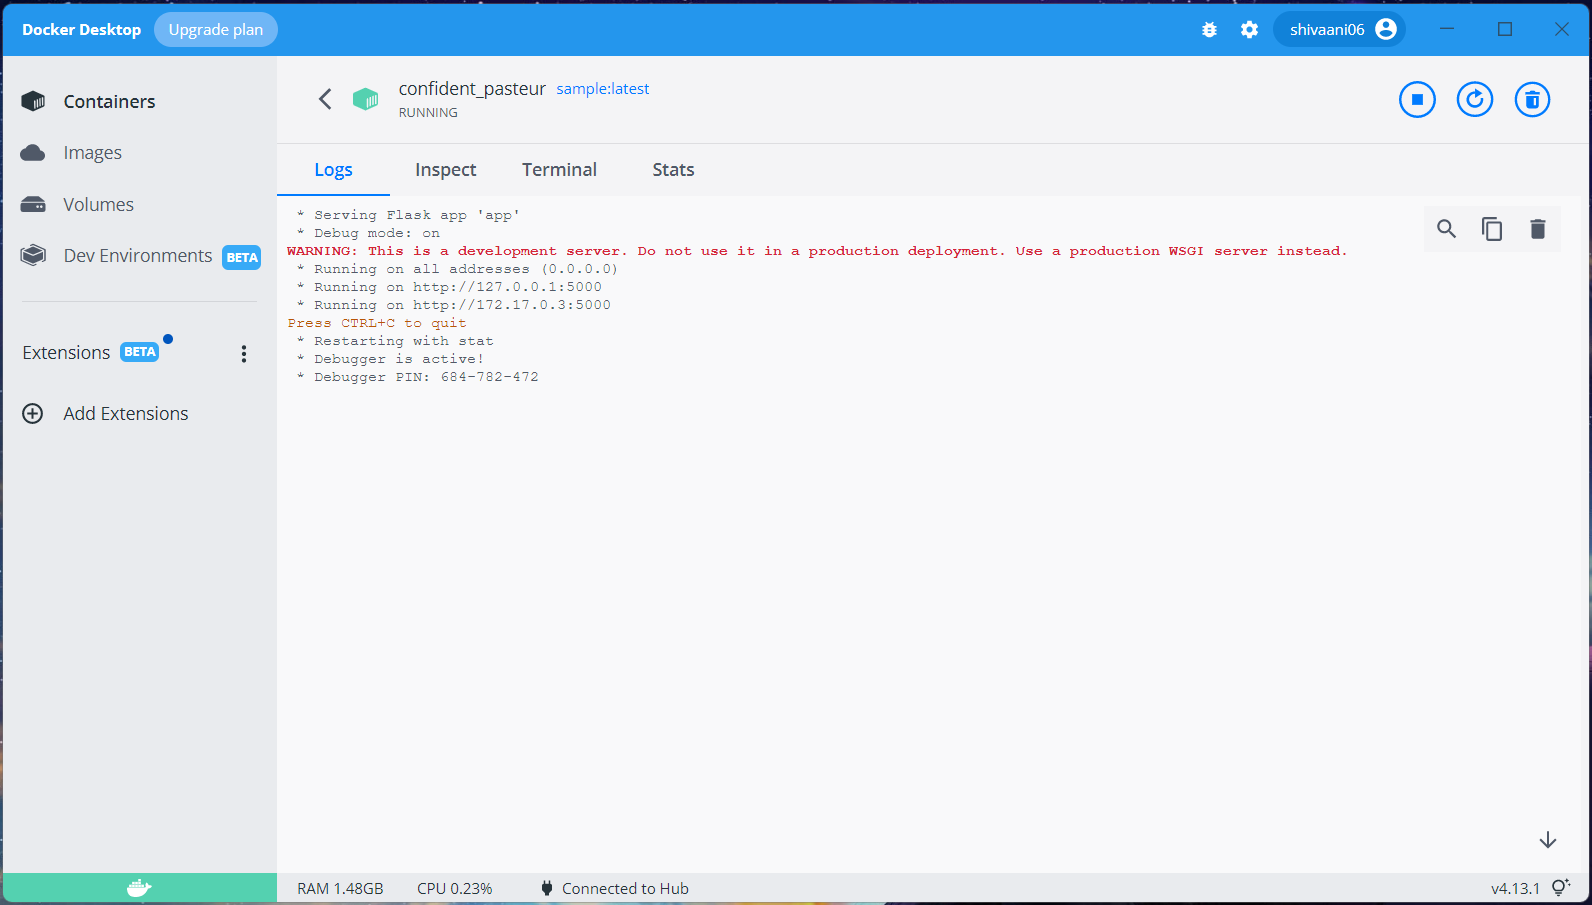 Docker Desktop
Upgrade plan
shivaani06
Containers
Images
Volumes
Dev Environments BETA
Extensions BETA
Add Extensions
confident_pasteur sample:latest
RUNNING
Logs Inspect Terminal Stats
* Serving Flask app 'app'
* Debug mode: on
WARNING: This is a development server. Do not use it in a production deployment. Use a production WSGI server instead.
* Running on all addresses (0.0.0.0)
* Running on http://127.0.0.1:5000
* Running on http://172.17.0.3:5000
Press CTRL+C to quit
* Restarting with stat
* Debugger is active!
* Debugger PIN: 684-782-472
RAM 1.48GB CPU 0.23% Connected to Hub
v4.13.1